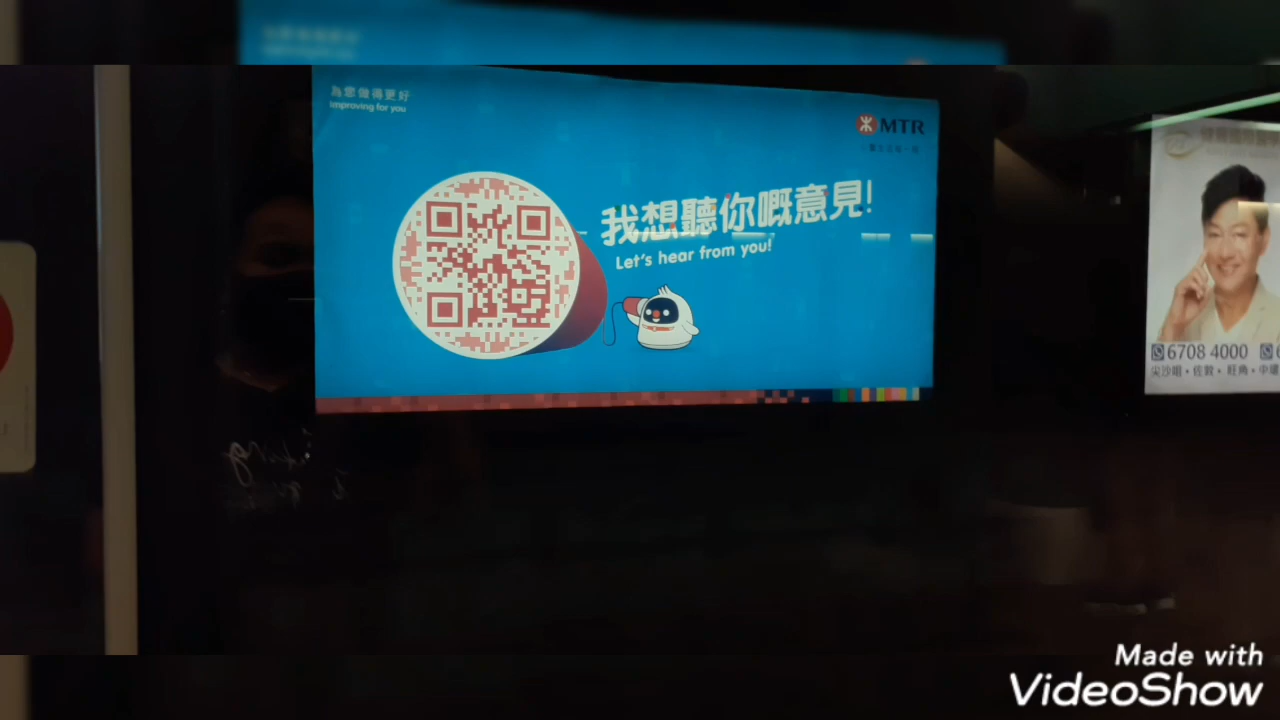 為您做得更好
Improving for you
MTR
我想聽你嘅意見!
Let's hear from you!
6708 4000
尖沙咀・佐敦・旺角・中環
Made with
VideoShow